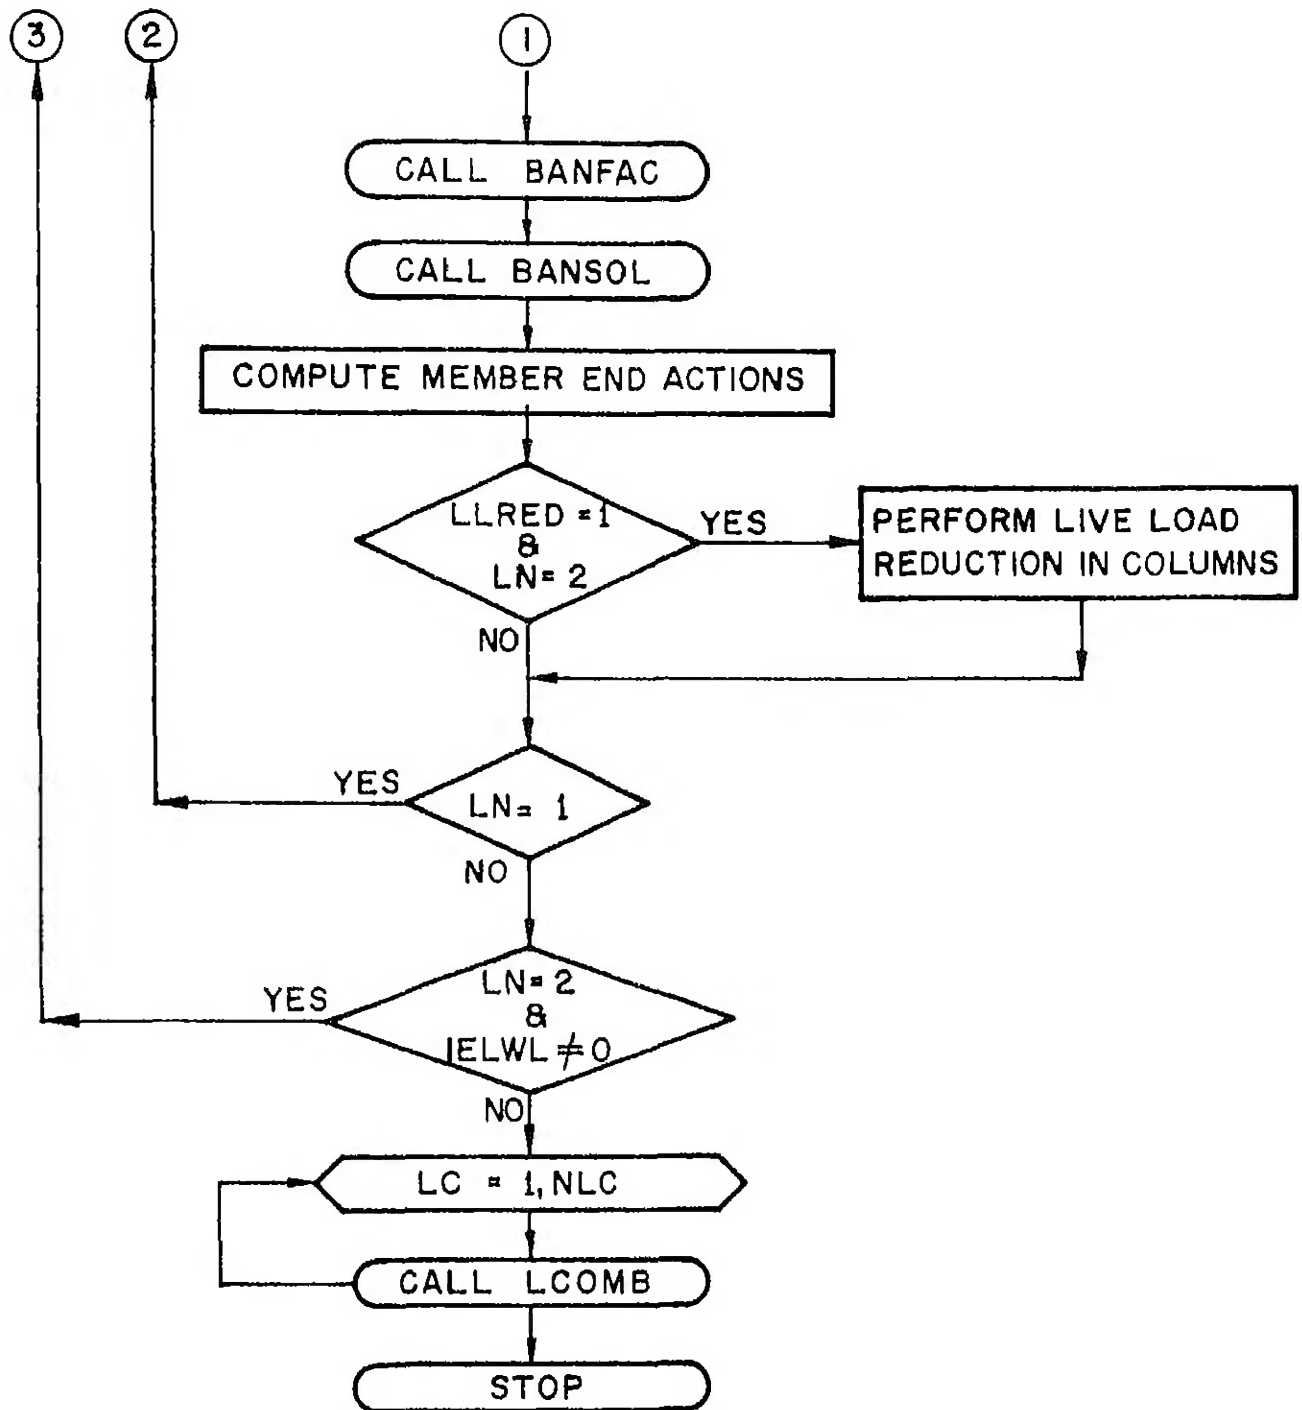 3
2
1
CALL BANFAC
CALL BANSOL
COMPUTE MEMBER END ACTIONS
LLRED = 1
&
LN = 2
YES
PERFORM LIVE LOAD
REDUCTION IN COLUMNS
NO
YES
LN = 1
NO
YES
LN = 2
&
IELWL ≠ 0
NO
LC = 1, NLC
CALL LCOMB
STOP